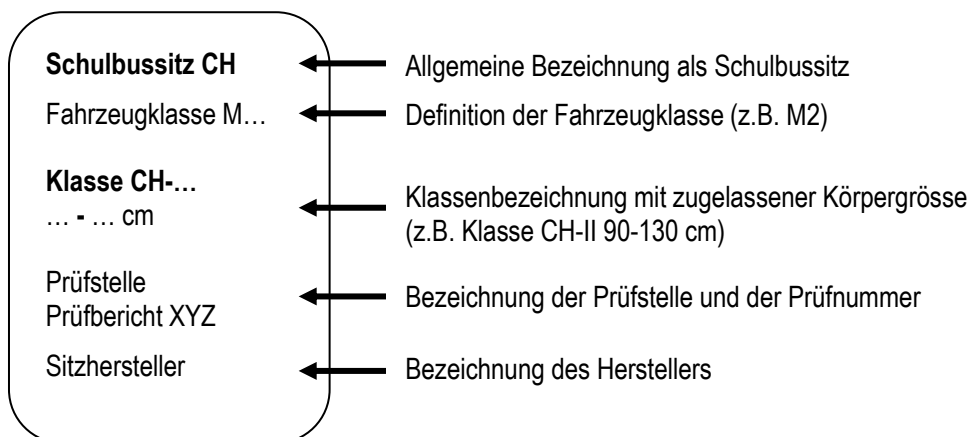 Schulbussitz CH
Allgemeine Bezeichnung als Schulbussitz
Fahrzeugklasse M…
Definition der Fahrzeugklasse (z.B. M2)
Klasse CH-…
… - … cm
Klassenbezeichnung mit zugelassener Körpergrösse
(z.B. Klasse CH-II 90-130 cm)
Prüfstelle
Prüfbericht XYZ
Bezeichnung der Prüfstelle und der Prüfnummer
Sitzhersteller
Bezeichnung des Herstellers